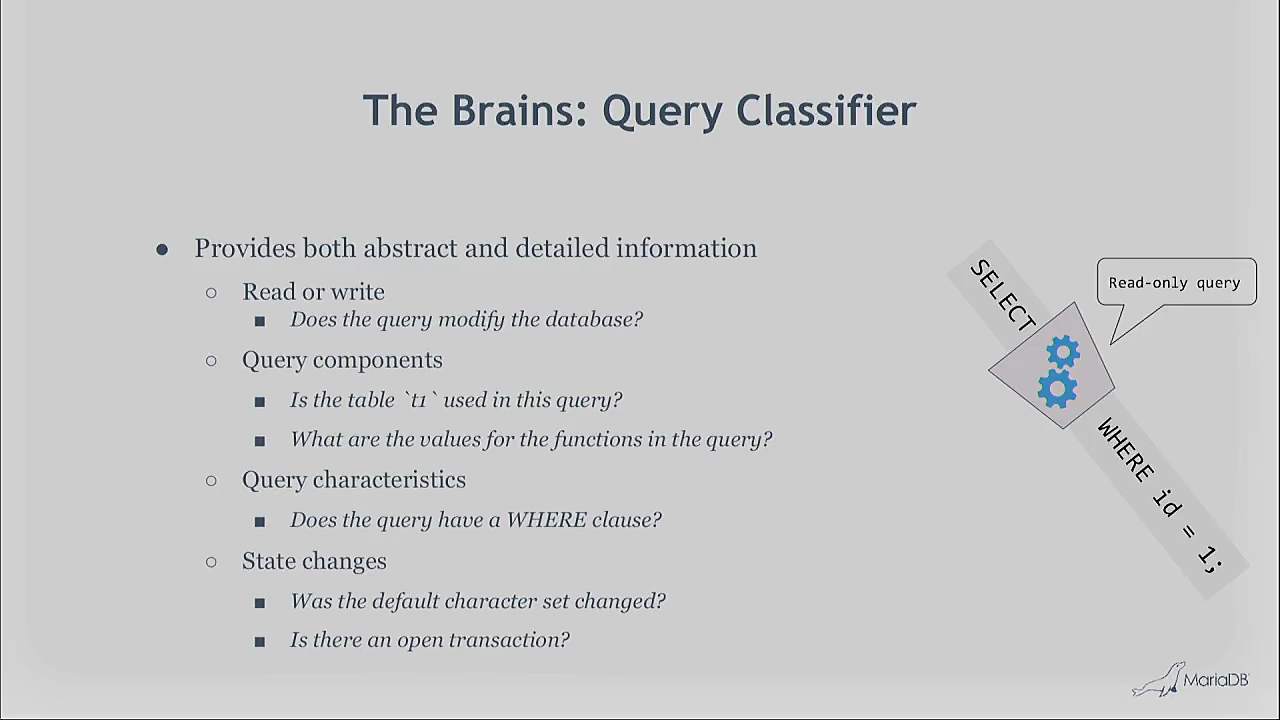 The Brains: Query Classifier
● Provides both abstract and detailed information
○ Read or write
■ Does the query modify the database?
○ Query components
■ Is the table `t1` used in this query?
■ What are the values for the functions in the query?
○ Query characteristics
■ Does the query have a WHERE clause?
○ State changes
■ Was the default character set changed?
■ Is there an open transaction?
SELECT
Read-only query
WHERE id = 1;
MariaDB